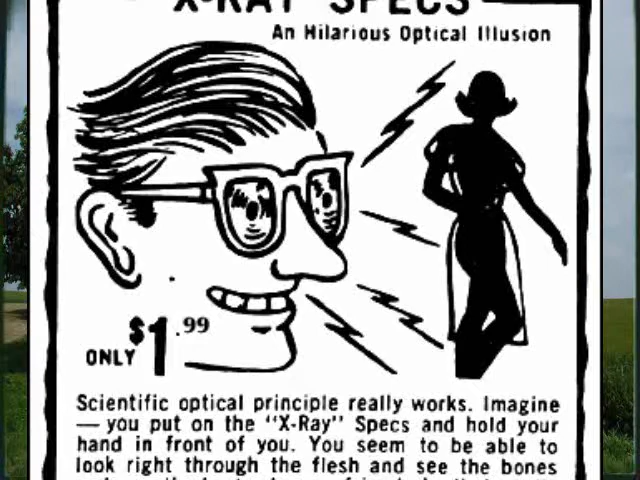 X-RAY SPECS
An Hilarious Optical Illusion
ONLY $1.99
Scientific optical principle really works. Imagine
— you put on the "X-Ray" Specs and hold your
hand in front of you. You seem to be able to
look right through the flesh and see the bones